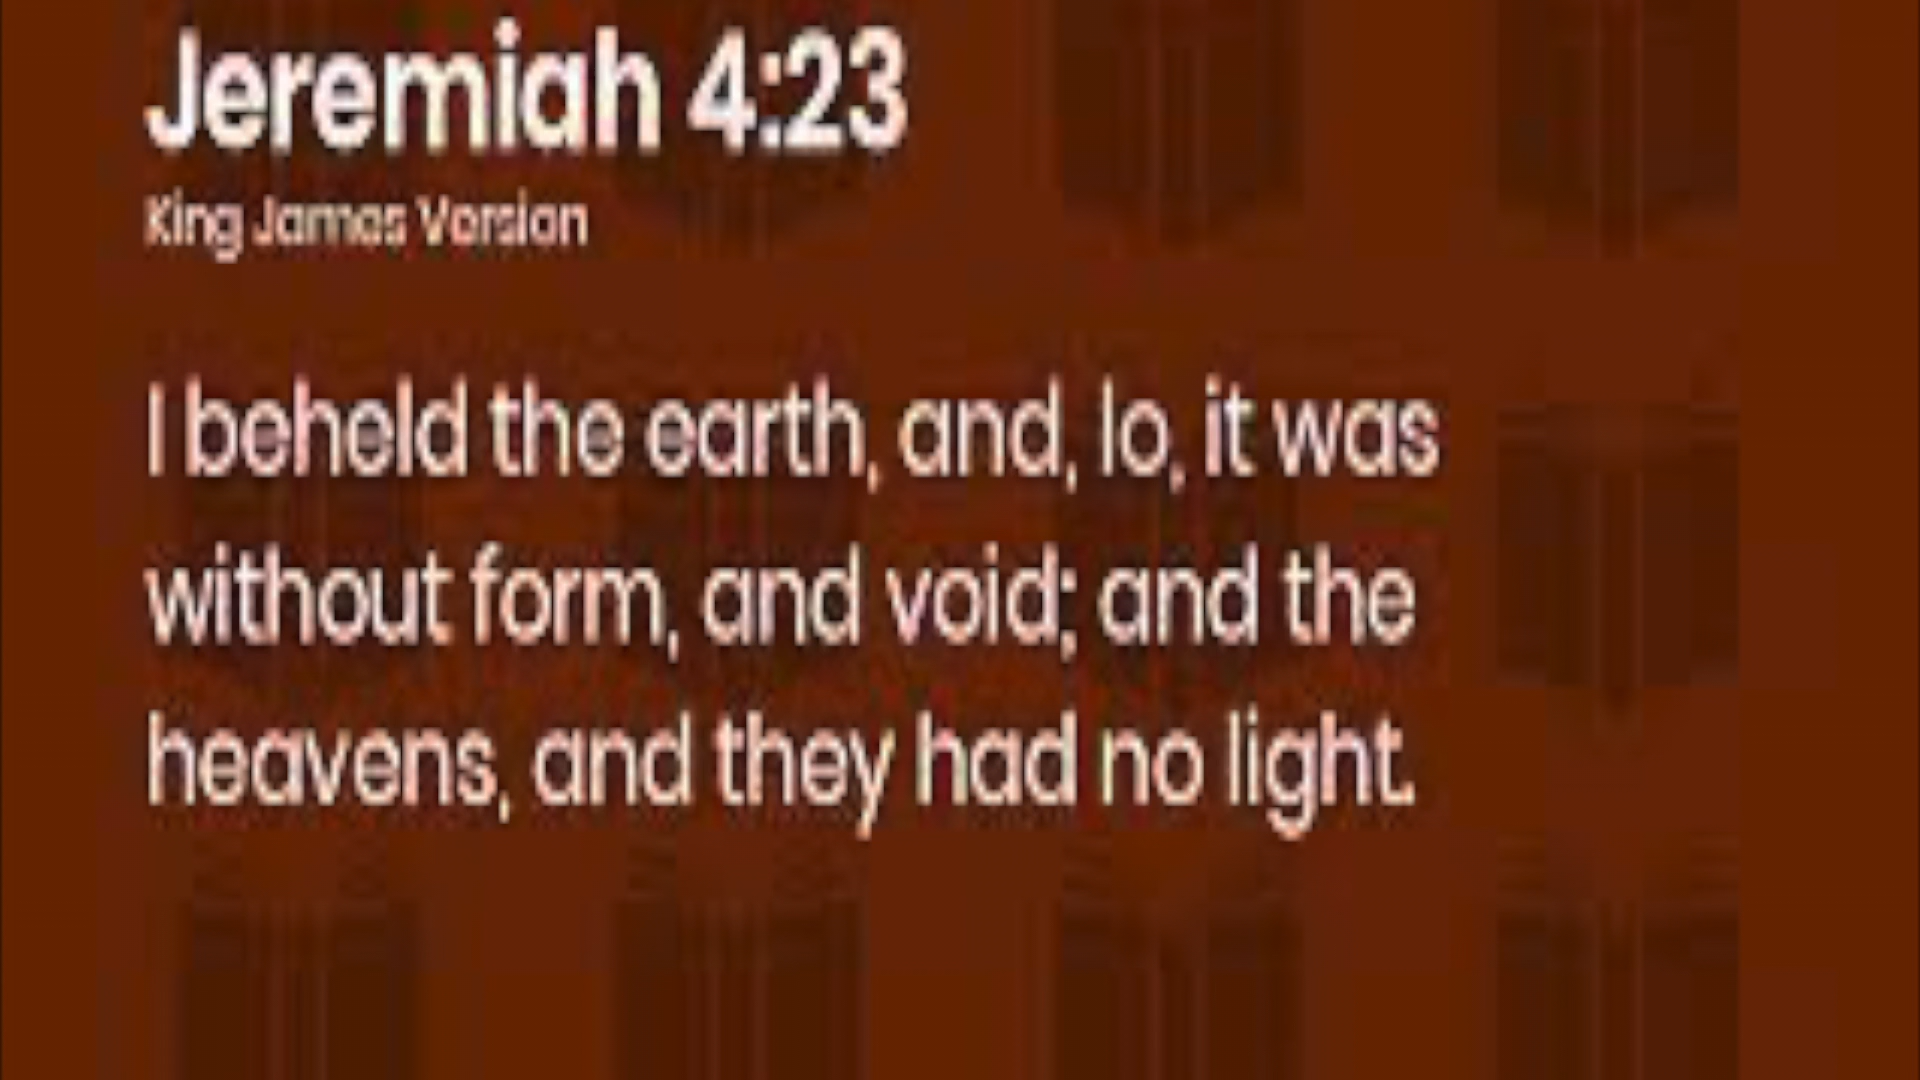 Jeremiah 4:23
King James Version
I beheld the earth, and, lo, it was
without form, and void; and the
heavens, and they had no light.